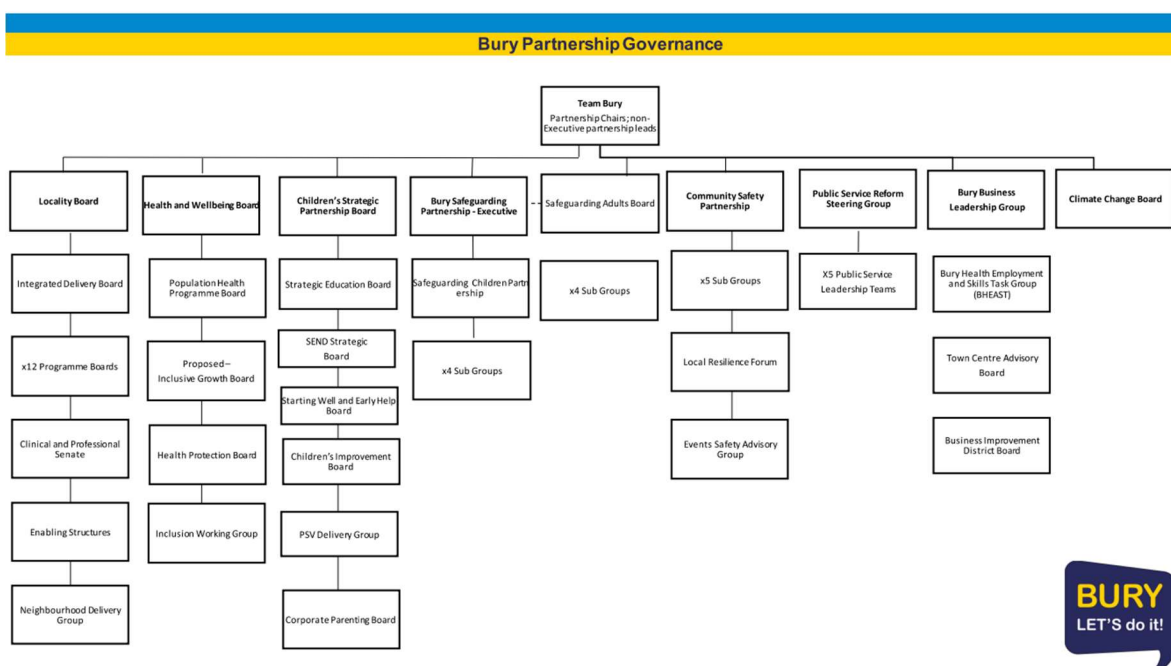 Bury Partnership Governance
Team Bury
Partnership Chairs; non-
Executive partnership leads
Locality Board
Health and Wellbeing Board
Children's Strategic
Partnership Board
Bury Safeguarding
Partnership - Executive
Safeguarding Adults Board
Community Safety
Partnership
Public Service Reform
Steering Group
Bury Business
Leadership Group
Climate Change Board
Integrated Delivery Board
Population Health
Programme Board
Strategic Education Board
Safeguarding Children Partn
ership
x4 Sub Groups
x5 Sub Groups
X5 Public Service
Leadership Teams
Bury Health Employment
and Skills Task Group
(BHEAST)
x12 Programme Boards
Proposed–
Inclusive Growth Board
SEND Strategic
Board
x4 Sub Groups
Local Resilience Forum
Town Centre Advisory
Board
Starting Well and Early Help
Board
Clinical and Professional
Senate
Health Protection Board
Children's Improvement
Board
Events Safety Advisory
Group
Business Improvement
District Board
Enabling Structures
Inclusion Working Group
PSV Delivery Group
Neighbourhood Delivery
Group
Corporate Parenting Board
BURY
LET'S do it!